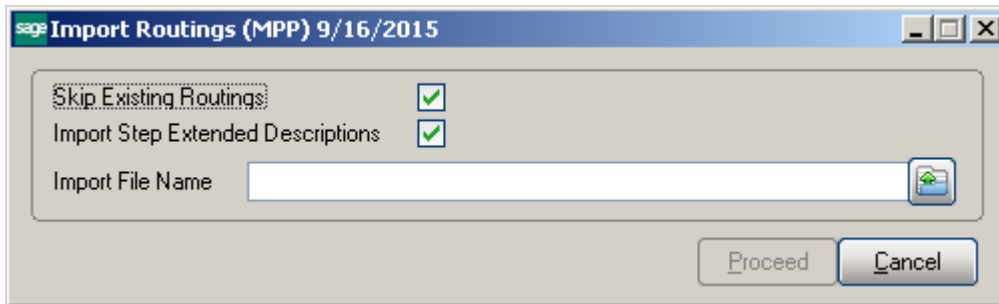 sage Import Routings (MPP) 9/16/2015
Skip Existing Routings
Import Step Extended Descriptions
Import File Name
Proceed Cancel